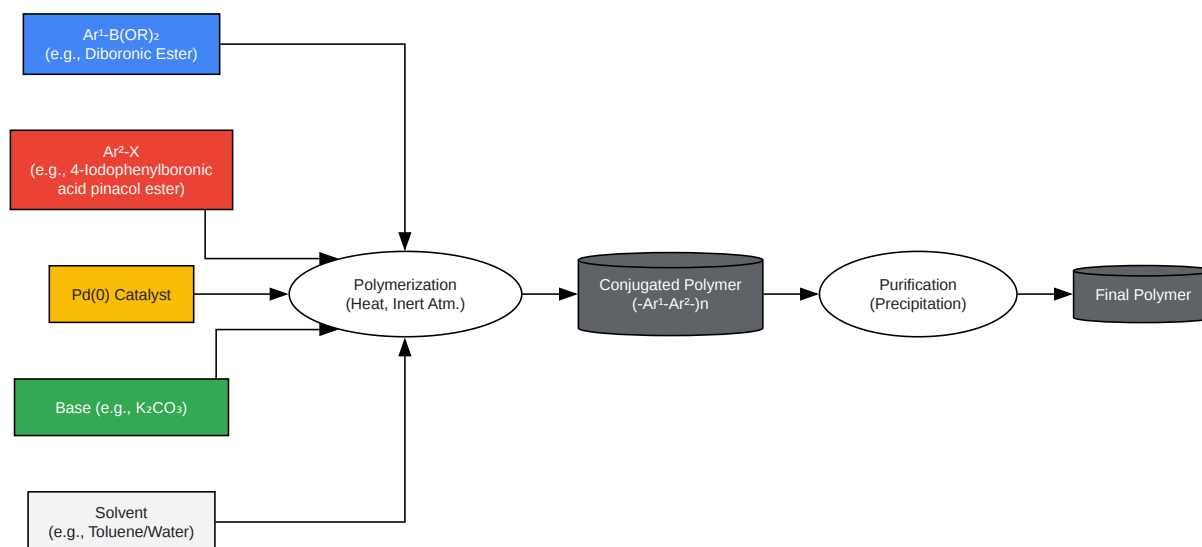 Ar¹-B(OR)₂
(e.g., Diboronic Ester)
Ar²-X
(e.g., 4-Iodophenylboronic
acid pinacol ester)
Pd(0) Catalyst
Base (e.g., K₂CO₃)
Solvent
(e.g., Toluene/Water)
Polymerization
(Heat, Inert Atm.)
Conjugated Polymer
(-Ar¹-Ar²-)n
Purification
(Precipitation)
Final Polymer